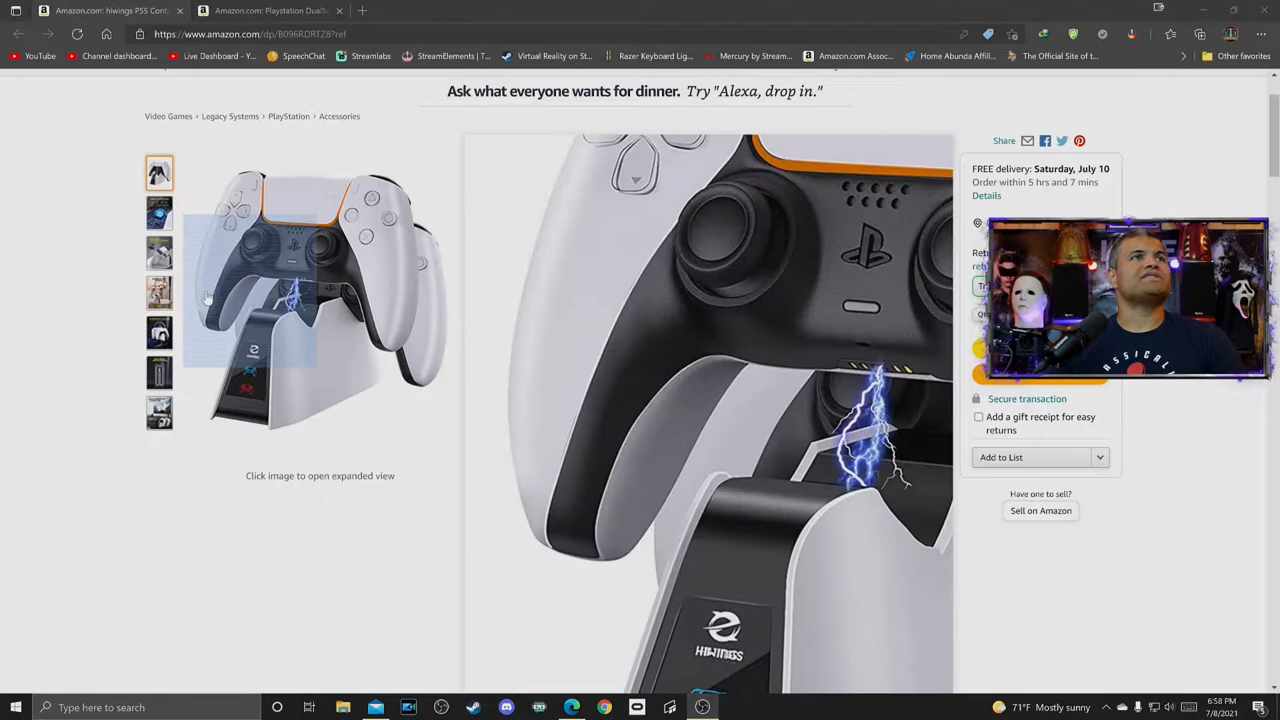 Amazon.com: hiwings PS5 Cont
Amazon.com: Playstation DualSe
https://www.amazon.com/dp/B096RDRTZ8?ref
YouTube
Channel dashboard...
Live Dashboard - Y...
SpeechChat
Streamlabs
StreamElements | T...
Virtual Reality on St...
Razer Keyboard Lig...
Mercury by Stream...
Amazon.com Assoc...
Home Abunda Affil...
The Official Site of...
Other favorites
Ask what everyone wants for dinner. Try "Alexa, drop in."
Video Games › Legacy Systems › PlayStation › Accessories
Share
FREE delivery: Saturday, July 10
Order within 5 hrs and 7 mins
Details
HIWINGS
Secure transaction
Add a gift receipt for easy
returns
Add to List
Click image to open expanded view
Have one to sell?
Sell on Amazon
Type here to search
71°F Mostly sunny
6:58 PM
7/8/2021